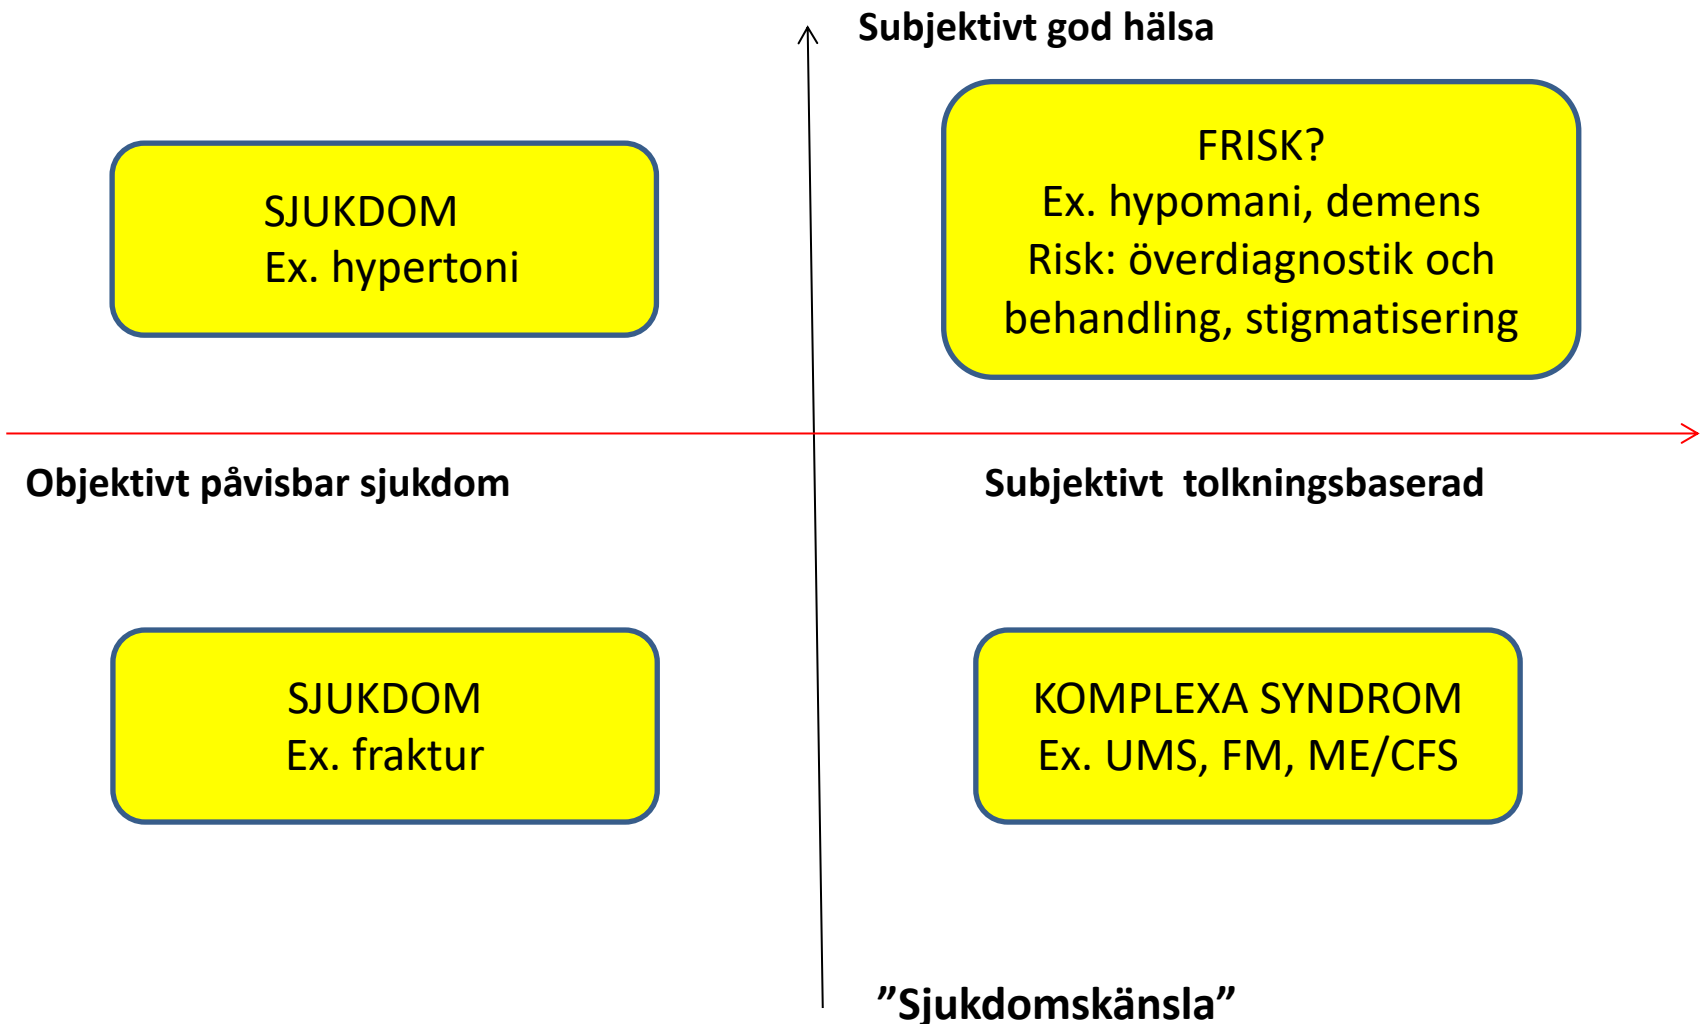 Subjektivt god hälsa
SJUKDOM
Ex. hypertoni
FRISK?
Ex. hypomani, demens
Risk: överdiagnostik och
behandling, stigmatisering
Objektivt påvisbar sjukdom
Subjektivt tolkningsbaserad
SJUKDOM
Ex. fraktur
KOMPLEXA SYNDROM
Ex. UMS, FM, ME/CFS
”Sjukdomskänsla”